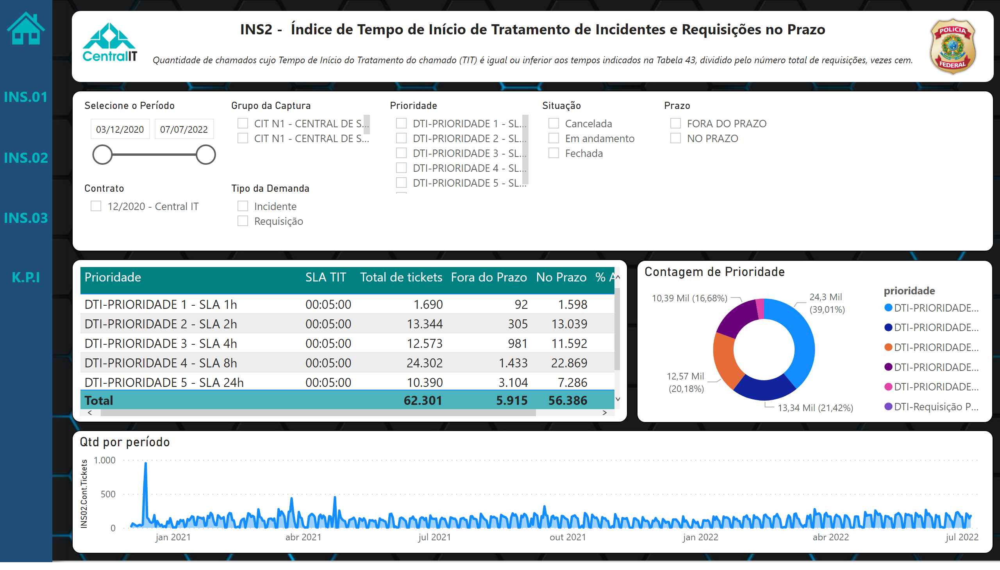 INS2 - Índice de Tempo de Início de Tratamento de Incidentes e Requisições no Prazo
CentralIT
Quantidade de chamados cujo Tempo de Início do Tratamento do chamado (TIT) é igual ou inferior aos tempos indicados na Tabela 43, dividido pelo número total de requisições, vezes cem.
POLíCIA
FEDERAL
INS.01
INS.02
INS.03
K.P.I
Selecione o Período
03/12/2020 07/07/2022
Grupo da Captura
CIT N1 - CENTRAL DE S...
CIT N1 - CENTRAL DE S...
Prioridade
DTI-PRIORIDADE 1 - SL...
DTI-PRIORIDADE 2 - SL...
DTI-PRIORIDADE 3 - SL...
DTI-PRIORIDADE 4 - SL...
DTI-PRIORIDADE 5 - SL...
Situação
Cancelada
Em andamento
Fechada
Prazo
FORA DO PRAZO
NO PRAZO
Contrato
12/2020 - Central IT
Tipo da Demanda
Incidente
Requisição
Prioridade SLA TIT Total de tickets Fora do Prazo No Prazo %
DTI-PRIORIDADE 1 - SLA 1h 00:05:00 1.690 92 1.598
DTI-PRIORIDADE 2 - SLA 2h 00:05:00 13.344 305 13.039
DTI-PRIORIDADE 3 - SLA 4h 00:05:00 12.573 981 11.592
DTI-PRIORIDADE 4 - SLA 8h 00:05:00 24.302 1.433 22.869
DTI-PRIORIDADE 5 - SLA 24h 00:05:00 10.390 3.104 7.286
Total 62.301 5.915 56.386
Contagem de Prioridade
10,39 Mil (16,68%)
24,3 Mil
(39,01%)
12,57 Mil
(20,18%)
13,34 Mil (21,42%)
prioridade
DTI-PRIORIDADE...
DTI-PRIORIDADE...
DTI-PRIORIDADE...
DTI-PRIORIDADE...
DTI-PRIORIDADE...
DTI-Requisição P...
Qtd por período
INS02.Cont.Tickets
1.000
500
0
jan 2021 abr 2021 jul 2021 out 2021 jan 2022 abr 2022 jul 2022